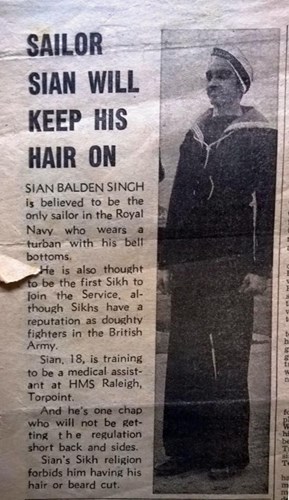 SAILOR
SIAN WILL
KEEP HIS
HAIR ON
SIAN BALDEN SINGH
is believed to be the
only sailor in the Royal
Navy who wears a
turban with his bell
bottoms.
He is also thought
to be the first Sikh to
join the Service, al-
though Sikhs have a
reputation as doughty
fighters in the British
Army.
Sian, 18, is training
to be a medical assist-
ant at HMS Raleigh,
Torpoint.
And he's one chap
who will not be get-
ting the regulation
short back and sides.
Sian's Sikh religion
forbids him having his
hair or beard cut.